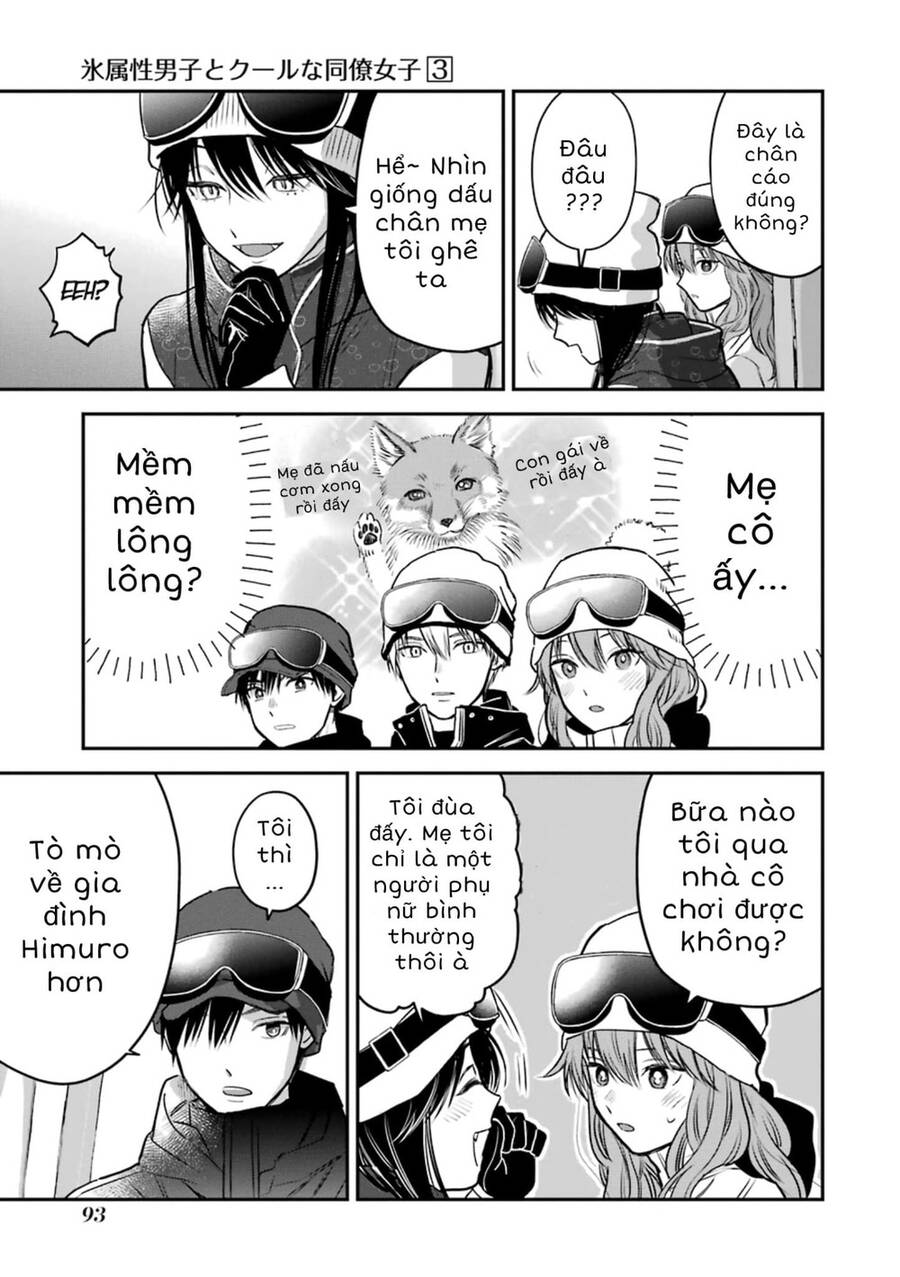 氷属性男子とクールな同僚女子 3
Đây là
chân
cáo
đúng
không?
Đâu
đâu
???
Hể~ Nhìn
giống dấu
chân mẹ
tôi ghê
ta
EEH?
Mẹ
cô
ấy...
Con gái về
rồi đấy à
Mẹ đã nấu
cơm xong
rồi đấy
Mềm
mềm
lông
lông?
Bữa nào
tôi qua
nhà cô
chơi được
không?
Tôi đùa
đấy. Mẹ tôi
chỉ là một
người phụ
nữ bình
thường
thôi à
Tôi
thì
...
Tò mò
về gia
đình
Himuro
hơn
93